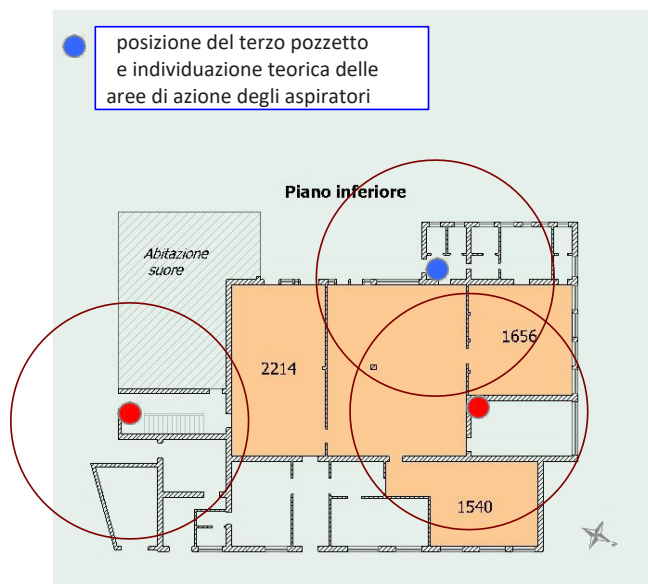 posizione del terzo pozzetto
e individuazione teorica delle
aree di azione degli aspiratori
Piano inferiore
Abitazione
suore
1656
2214
1540